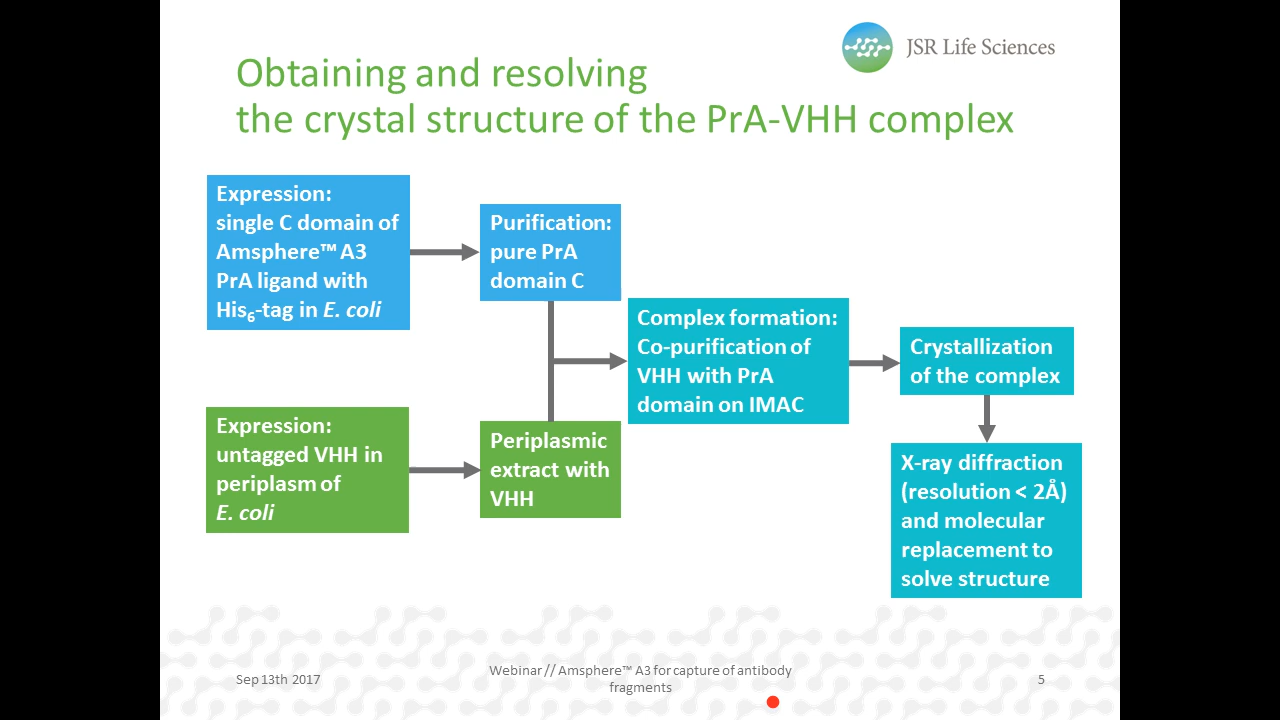 JSR Life Sciences
Obtaining and resolving
the crystal structure of the PrA-VHH complex
Expression:
single C domain of
Amsphere™ A3
PrA ligand with
His6-tag in E. coli
Purification:
pure PrA
domain C
Complex formation:
Co-purification of
VHH with PrA
domain on IMAC
Crystallization
of the complex
Expression:
untagged VHH in
periplasm of
E. coli
Periplasmic
extract with
VHH
X-ray diffraction
(resolution < 2Å)
and molecular
replacement to
solve structure
Sep 13th 2017
Webinar // Amsphere™ A3 for capture of antibody
fragments
5